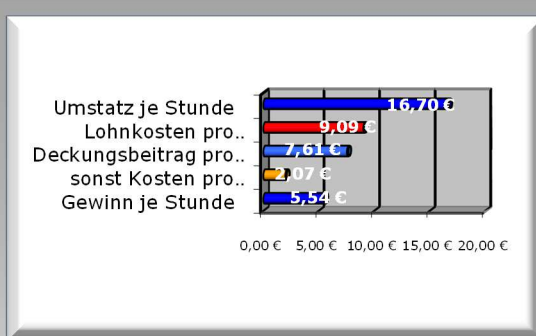 Umstatz je Stunde 16,70 €
Lohnkosten pro.. 9,09 €
Deckungsbeitrag pro.. 7,61 €
sonst Kosten pro.. 2,07 €
Gewinn je Stunde 5,54 €
0,00 € 5,00 € 10,00 € 15,00 € 20,00 €